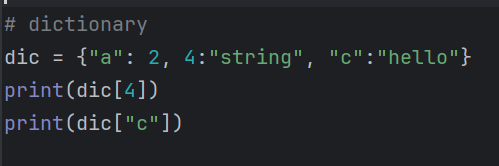 # dictionary
dic = {"a": 2, 4:"string", "c":"hello"}
print(dic[4])
print(dic["c"])